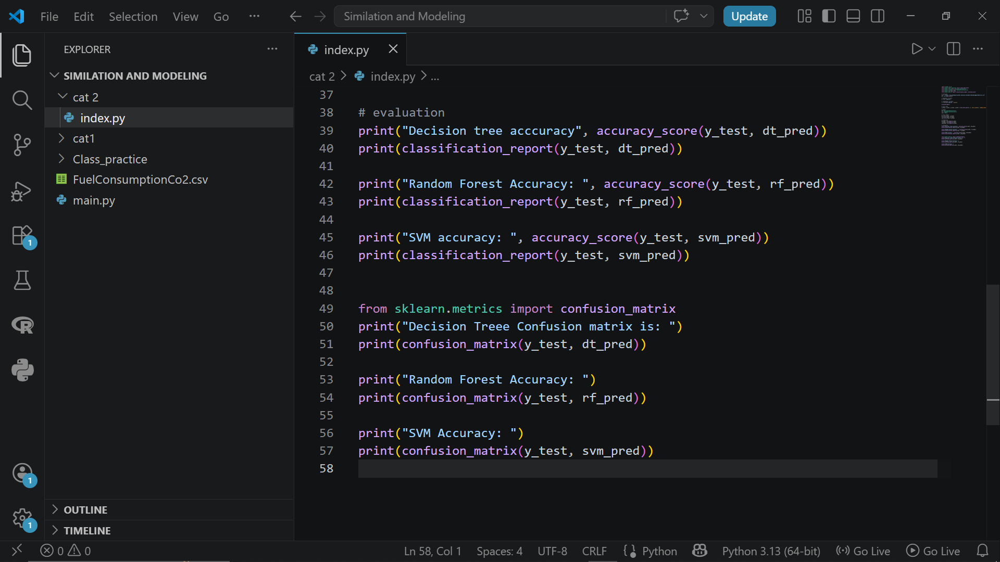 File Edit Selection View Go ··· Similation and Modeling Update
EXPLORER ···
SIMILATION AND MODELING
cat 2
index.py
cat1
Class_practice
FuelConsumptionCo2.csv
main.py
OUTLINE
TIMELINE
1
1
1
index.py
cat 2 > index.py > ...
37
38 # evaluation
39 print("Decision tree acccuracy", accuracy_score(y_test, dt_pred))
40 print(classification_report(y_test, dt_pred))
41
42 print("Random Forest Accuracy: ", accuracy_score(y_test, rf_pred))
43 print(classification_report(y_test, rf_pred))
44
45 print("SVM accuracy: ", accuracy_score(y_test, svm_pred))
46 print(classification_report(y_test, svm_pred))
47
48
49 from sklearn.metrics import confusion_matrix
50 print("Decision Treee Confusion matrix is: ")
51 print(confusion_matrix(y_test, dt_pred))
52
53 print("Random Forest Accuracy: ")
54 print(confusion_matrix(y_test, rf_pred))
55
56 print("SVM Accuracy: ")
57 print(confusion_matrix(y_test, svm_pred))
58
0 0 Ln 58, Col 1 Spaces: 4 UTF-8 CRLF {} Python Python 3.13 (64-bit) Go Live Go Live